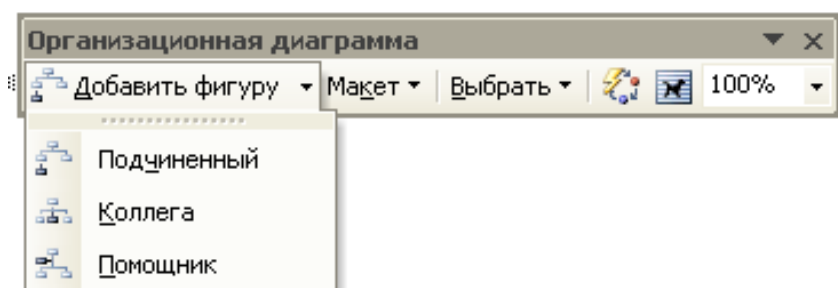 Организационная диаграмма
Добавить фигуру Макет Выбрать 100%
Подчиненный
Коллега
Помощник